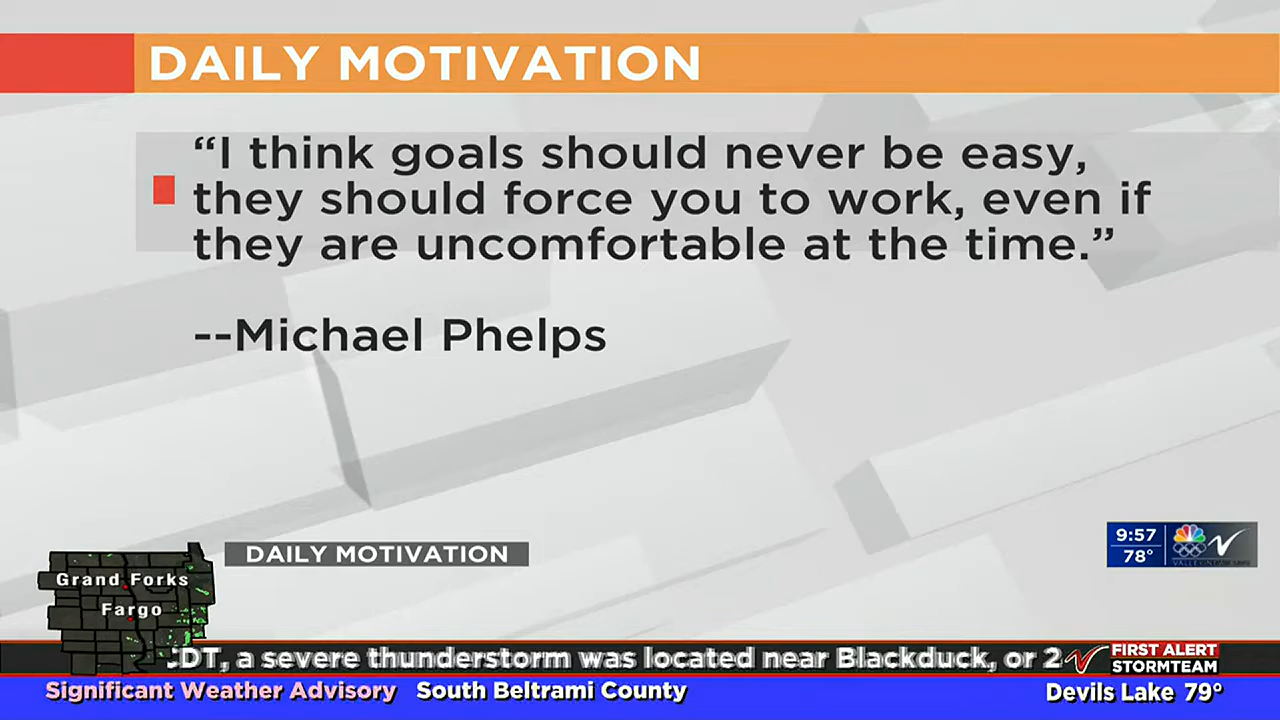 DAILY MOTIVATION
“I think goals should never be easy,
they should force you to work, even if
they are uncomfortable at the time.”
--Michael Phelps
9:57
78°
DAILY MOTIVATION
Grand Forks
Fargo
CDT, a severe thunderstorm was located near Blackduck, or 2
FIRST ALERT
STORMTEAM
Significant Weather Advisory South Beltrami County
Devils Lake 79°